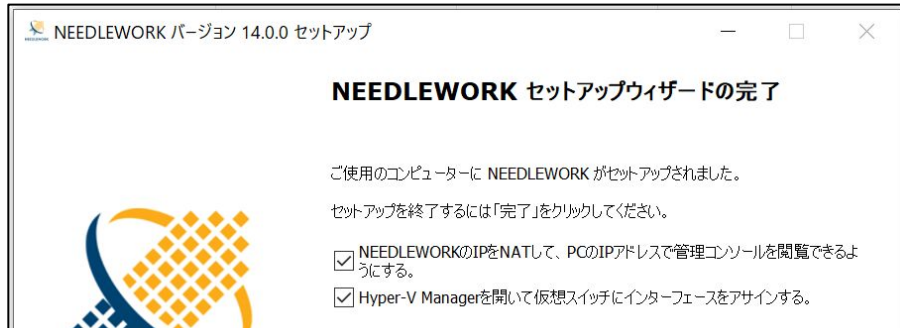 NEEDLEWORK バージョン 14.0.0 セットアップ
NEEDLEWORK セットアップウィザードの完了
ご使用のコンピューターに NEEDLEWORK がセットアップされました。
セットアップを終了するには「完了」をクリックしてください。
NEEDLEWORKのIPをNATして、PCのIPアドレスで管理コンソールを閲覧できるよ
うにする。
Hyper-V Managerを開いて仮想スイッチにインターフェースをアサインする。